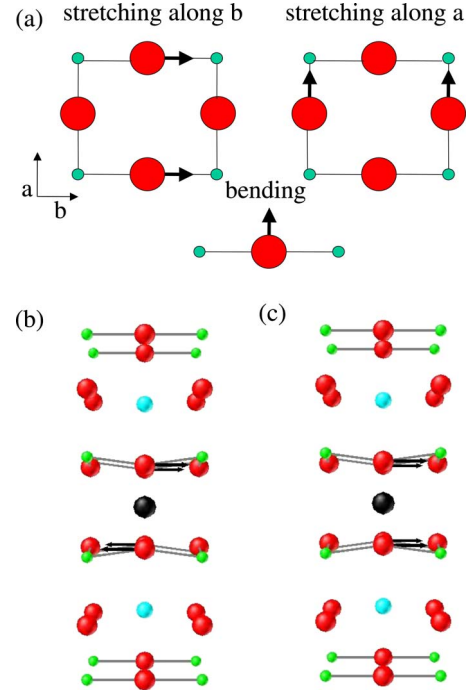 (a) stretching along b stretching along a
a
b
bending
(b) (c)